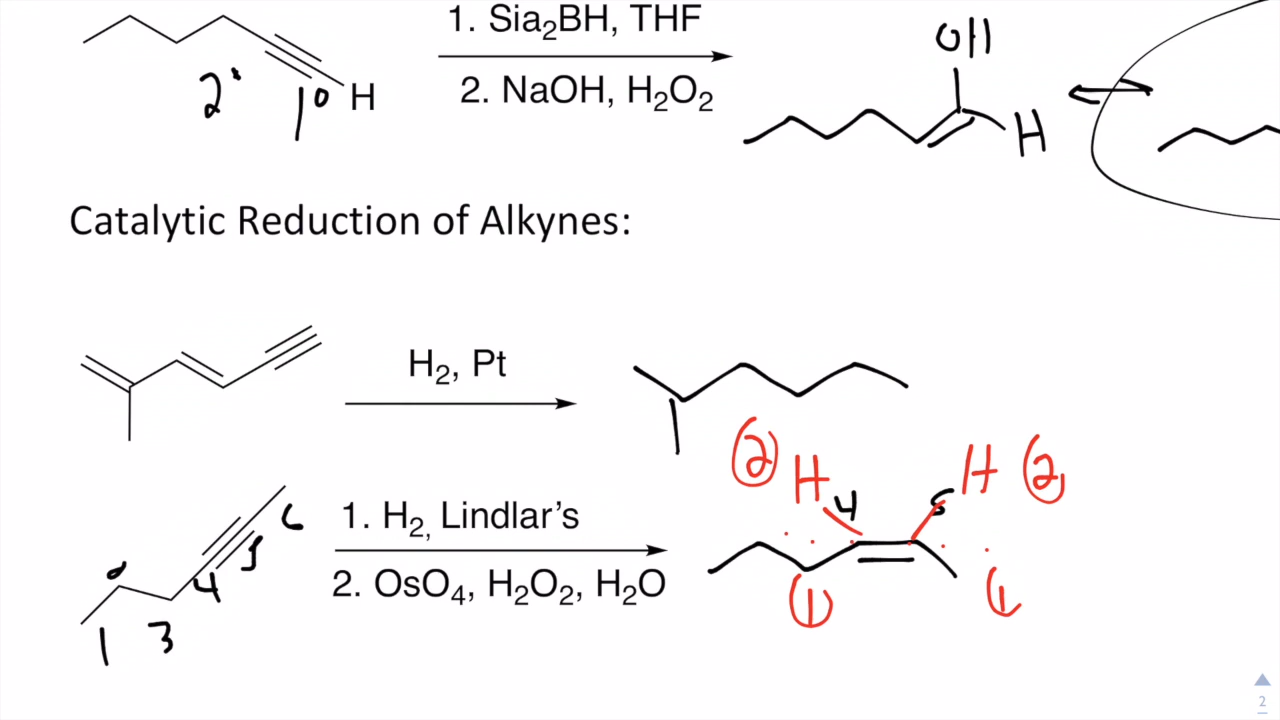 1. Sia₂BH, THF
OH
2. NaOH, H₂O₂
2° 1° H
H
Catalytic Reduction of Alkynes:
H₂, Pt
② H 4 5 H ②
6 1. H₂, Lindlar's
2 4 5
2. OsO₄, H₂O₂, H₂O
① ①
1 3
2